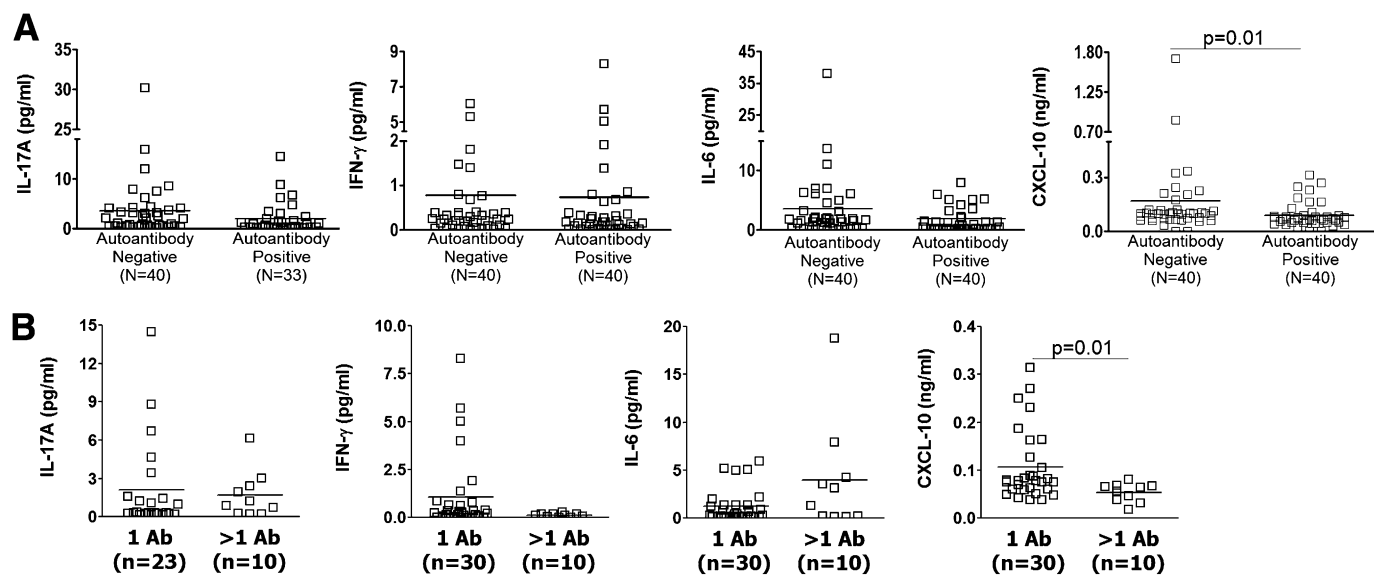 A
IL-17A (pg/ml)
35
30
25
10
0
Autoantibody
Negative
(N=40)
Autoantibody
Positive
(N=33)
IFN-γ (pg/ml)
9
7
5
2
1
0
Autoantibody
Negative
(N=40)
Autoantibody
Positive
(N=40)
IL-6 (pg/ml)
45
35
25
10
0
Autoantibody
Negative
(N=40)
Autoantibody
Positive
(N=40)
CXCL-10 (ng/ml)
p=0.01
1.80
1.25
0.70
0.3
0.0
Autoantibody
Negative
(N=40)
Autoantibody
Positive
(N=40)
B
IL-17A (pg/ml)
15
12
9
6
3
0
1 Ab
(n=23)
>1 Ab
(n=10)
IFN-γ (pg/ml)
10.0
7.5
5.0
2.5
0.0
1 Ab
(n=30)
>1 Ab
(n=10)
IL-6 (pg/ml)
20
15
10
5
0
1 Ab
(n=30)
>1 Ab
(n=10)
CXCL-10 (ng/ml)
p=0.01
0.4
0.3
0.2
0.1
0.0
1 Ab
(n=30)
>1 Ab
(n=10)